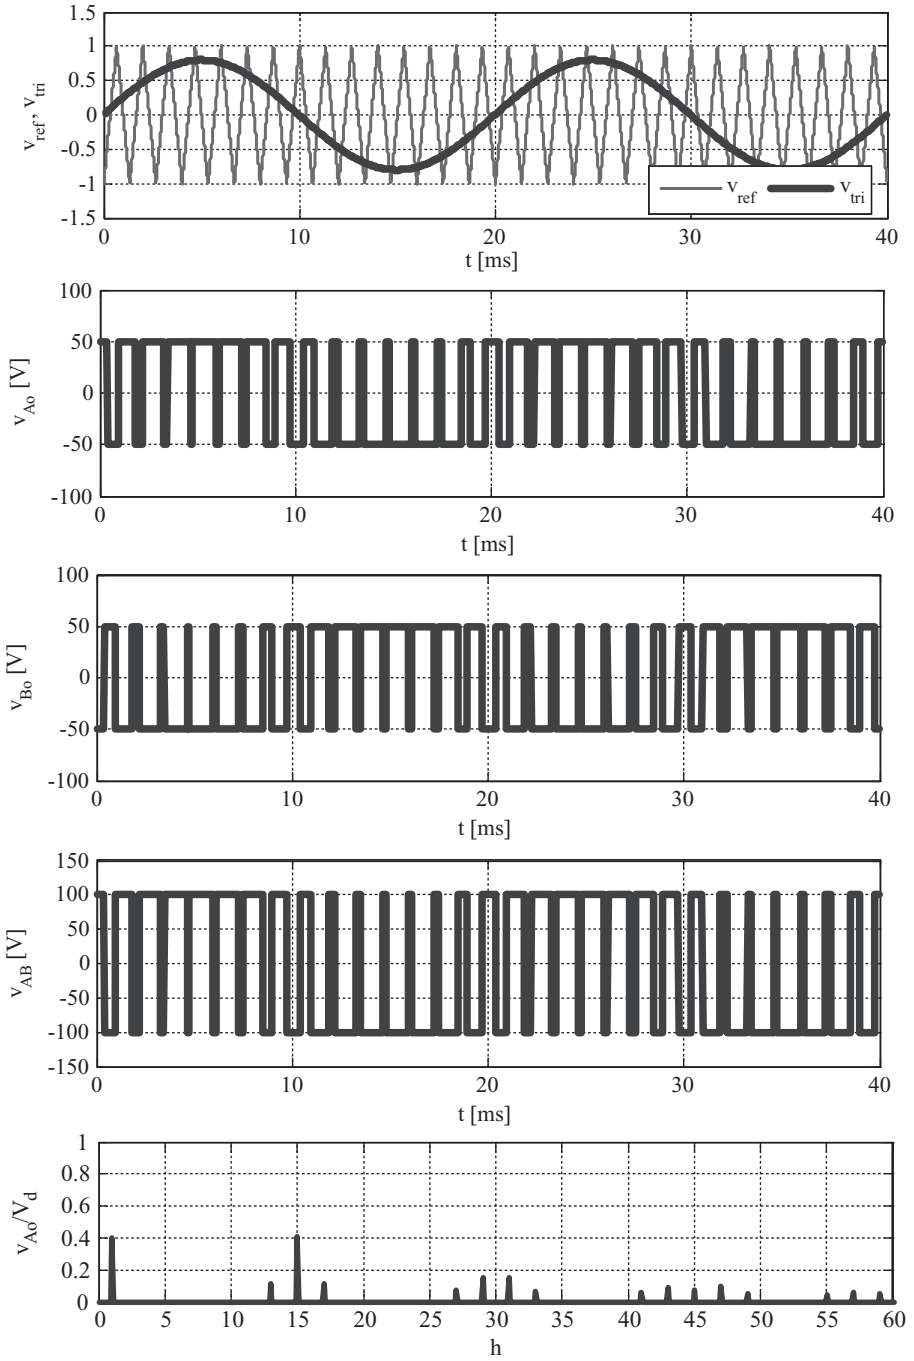 1.5
1
0.5
0
-0.5
-1
-1.5
v_ref, v_tri
v_ref
v_tri
0 10 20 30 40
t [ms]
100
50
0
-50
-100
v_Ao [V]
0 10 20 30 40
t [ms]
100
50
0
-50
-100
v_Bo [V]
0 10 20 30 40
t [ms]
150
100
50
0
-50
-100
-150
v_AB [V]
0 10 20 30 40
t [ms]
1
0.8
0.6
0.4
0.2
0
v_Ao/V_d
0 5 10 15 20 25 30 35 40 45 50 55 60
h